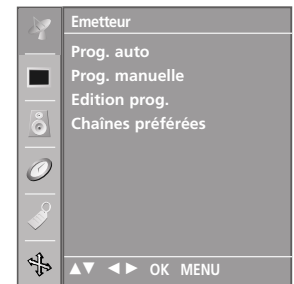 Emetteur
Prog. auto
Prog. manuelle
Edition prog.
Chaînes préférées
▲▼ ◄► OK MENU